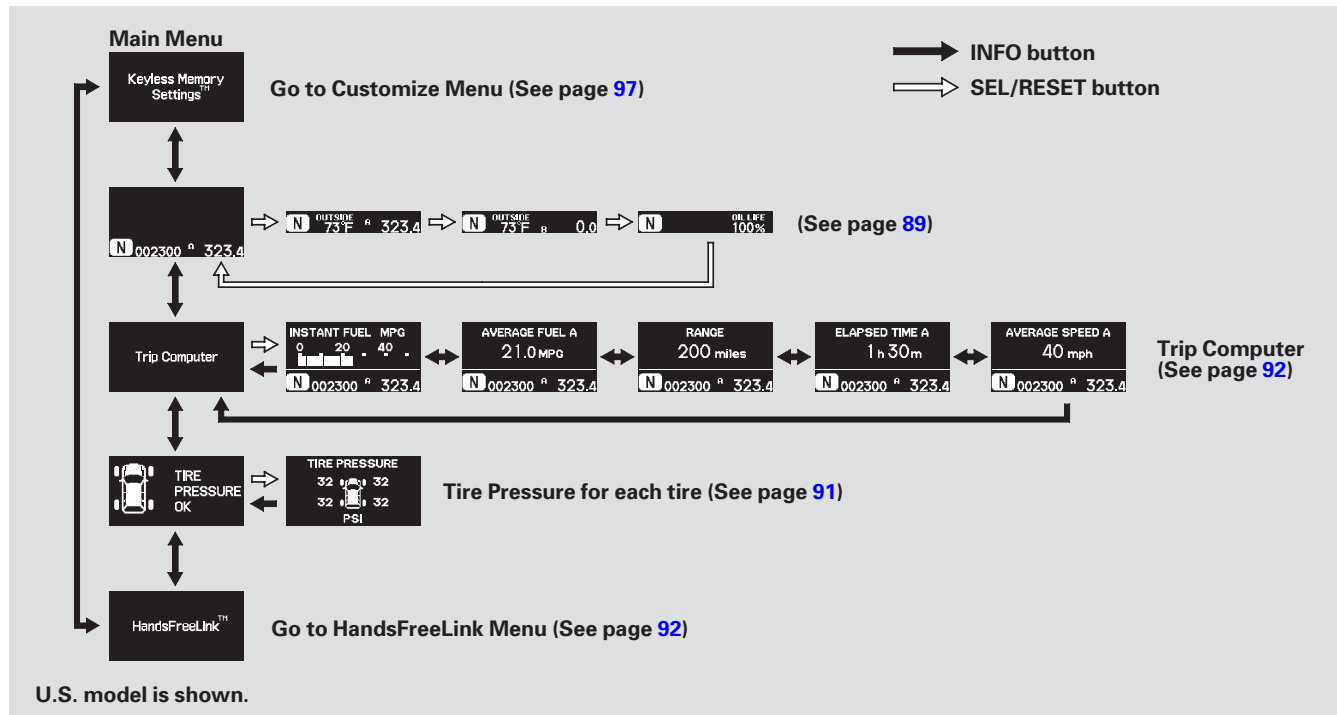 Main Menu
Keyless Memory
Settings™
Go to Customize Menu (See page 97)
INFO button
SEL/RESET button
N 002300 A 323.4
N OUTSIDE 73°F A 323.4
N OUTSIDE 73°F B 0.0
N OIL LIFE 100%
(See page 89)
Trip Computer
INSTANT FUEL MPG
0 20 40
N 002300 A 323.4
AVERAGE FUEL A
21.0 MPG
N 002300 A 323.4
RANGE
200 miles
N 002300 A 323.4
ELAPSED TIME A
1h 30m
N 002300 A 323.4
AVERAGE SPEED A
40 mph
N 002300 A 323.4
Trip Computer
(See page 92)
TIRE
PRESSURE
OK
TIRE PRESSURE
32 32
32 32
PSI
Tire Pressure for each tire (See page 91)
HandsFreeLink™
Go to HandsFreeLink Menu (See page 92)
U.S. model is shown.